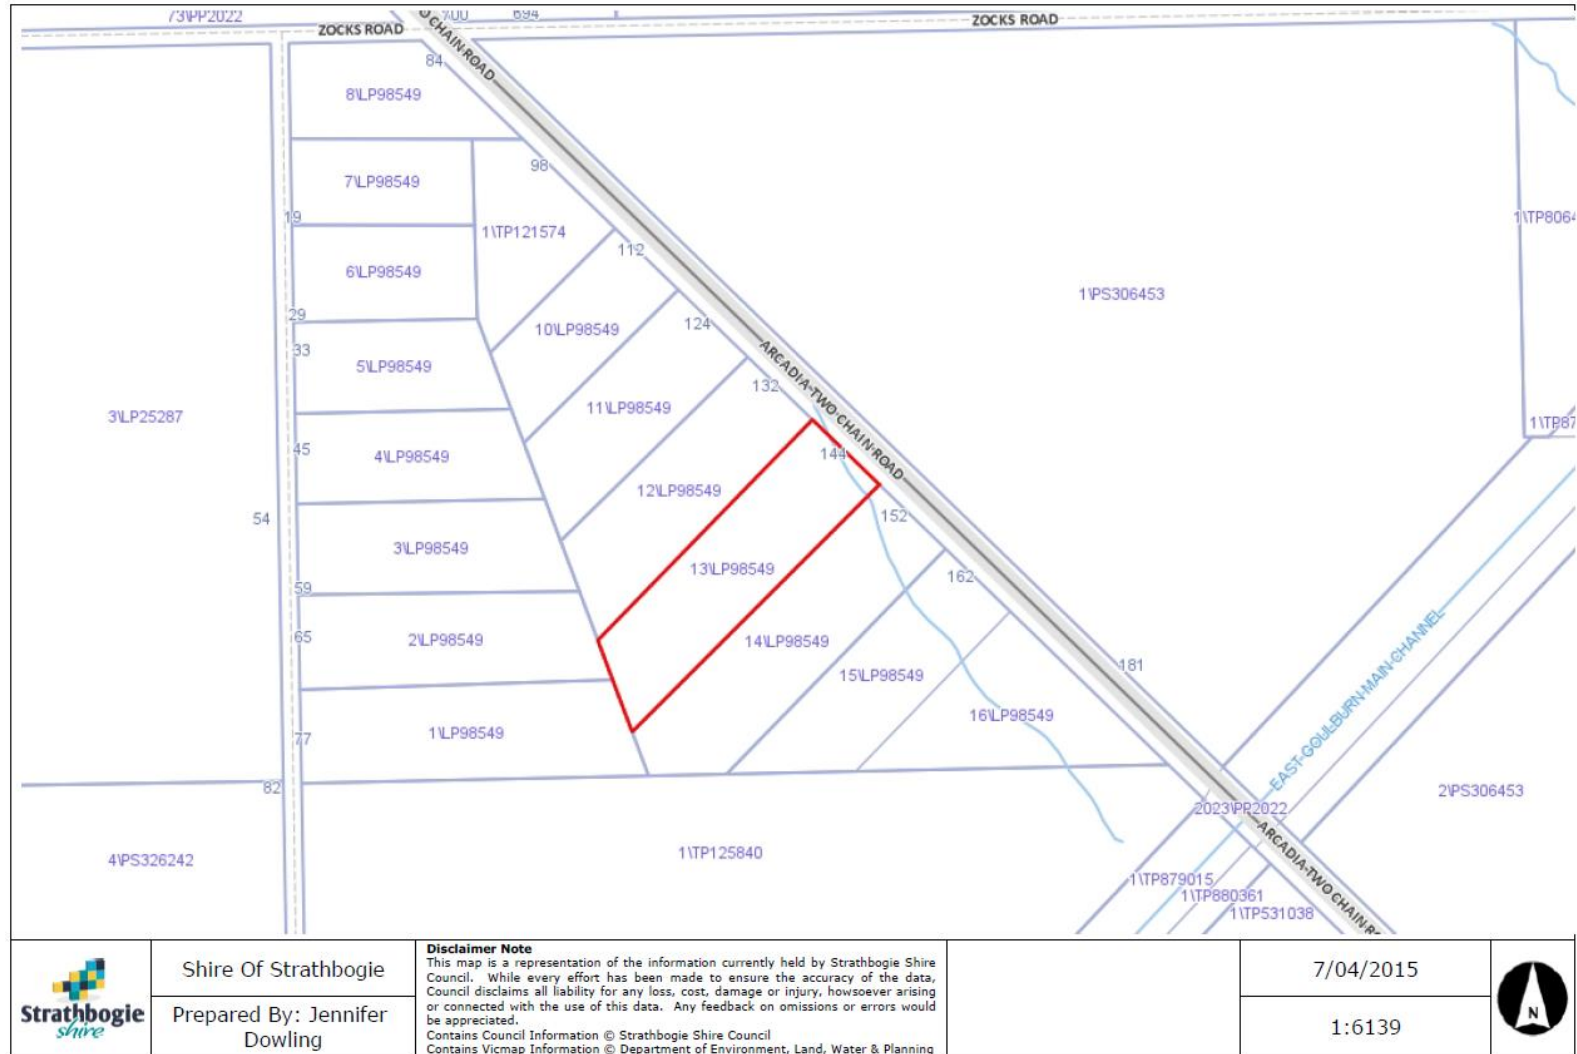 73\PP2022
700
694
ZOCKS ROAD
ZOCKS ROAD
O CHAIN ROAD
84
8\LP98549
98
7\LP98549
19
1\TP121574
1\TP8064
112
6\LP98549
1\PS306453
29
10\LP98549
124
33
ARCADIA-TWO-CHAIN-ROAD
5\LP98549
132
11\LP98549
3\LP25287
1\TP87
45
4\LP98549
144
12\LP98549
54
152
3\LP98549
13\LP98549
162
59
65
2\LP98549
14\LP98549
181
15\LP98549
EAST-GOULBURN-MAIN-CHANNEL
16\LP98549
77
1\LP98549
82
2\PS306453
2023\PP2022
ARCADIA-TWO CHAIN-RO
4\PS326242
1\TP125840
1\TP879015
1\TP880361
1\TP531038
Strathbogie
shire
Shire Of Strathbogie
Prepared By: Jennifer
Dowling
Disclaimer Note
This map is a representation of the information currently held by Strathbogie Shire
Council. While every effort has been made to ensure the accuracy of the data,
Council disclaims all liability for any loss, cost, damage or injury, howsoever arising
or connected with the use of this data. Any feedback on omissions or errors would
be appreciated.
Contains Council Information © Strathbogie Shire Council
Contains Vicmap Information © Department of Environment, Land, Water & Planning
7/04/2015
1:6139
N